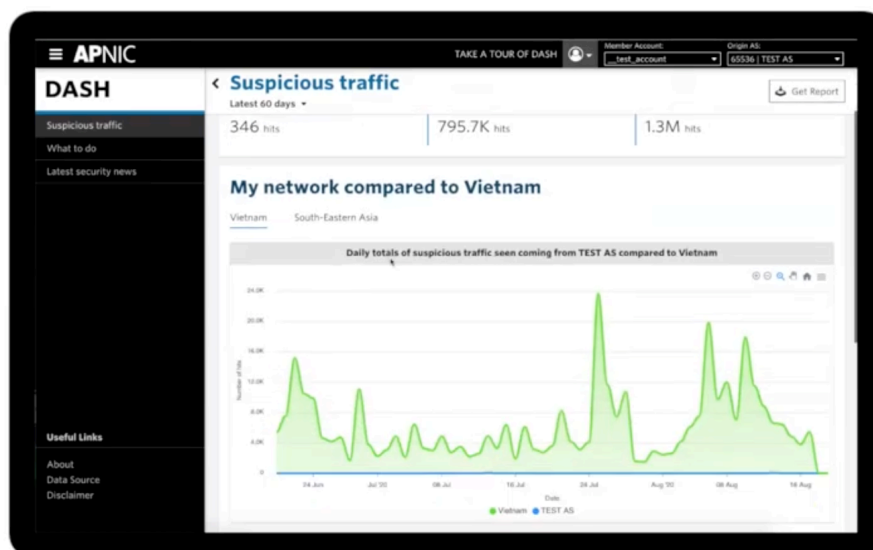 APNIC
TAKE A TOUR OF DASH
Member Account:
__test_account
Origin AS:
65536 | TEST AS
DASH
Suspicious traffic
What to do
Latest security news
Useful Links
About
Data Source
Disclaimer
Suspicious traffic
Latest 60 days
Get Report
346 hits
795.7K hits
1.3M hits
My network compared to Vietnam
Vietnam South-Eastern Asia
Daily totals of suspicious traffic seen coming from TEST AS compared to Vietnam
Number of hits
24.0K
20.0K
16.0K
12.0K
8.0K
4.0K
0
24 Jun Jul '20 08 Jul 16 Jul 24 Jul Aug '20 08 Aug 16 Aug
Date
Vietnam TEST AS